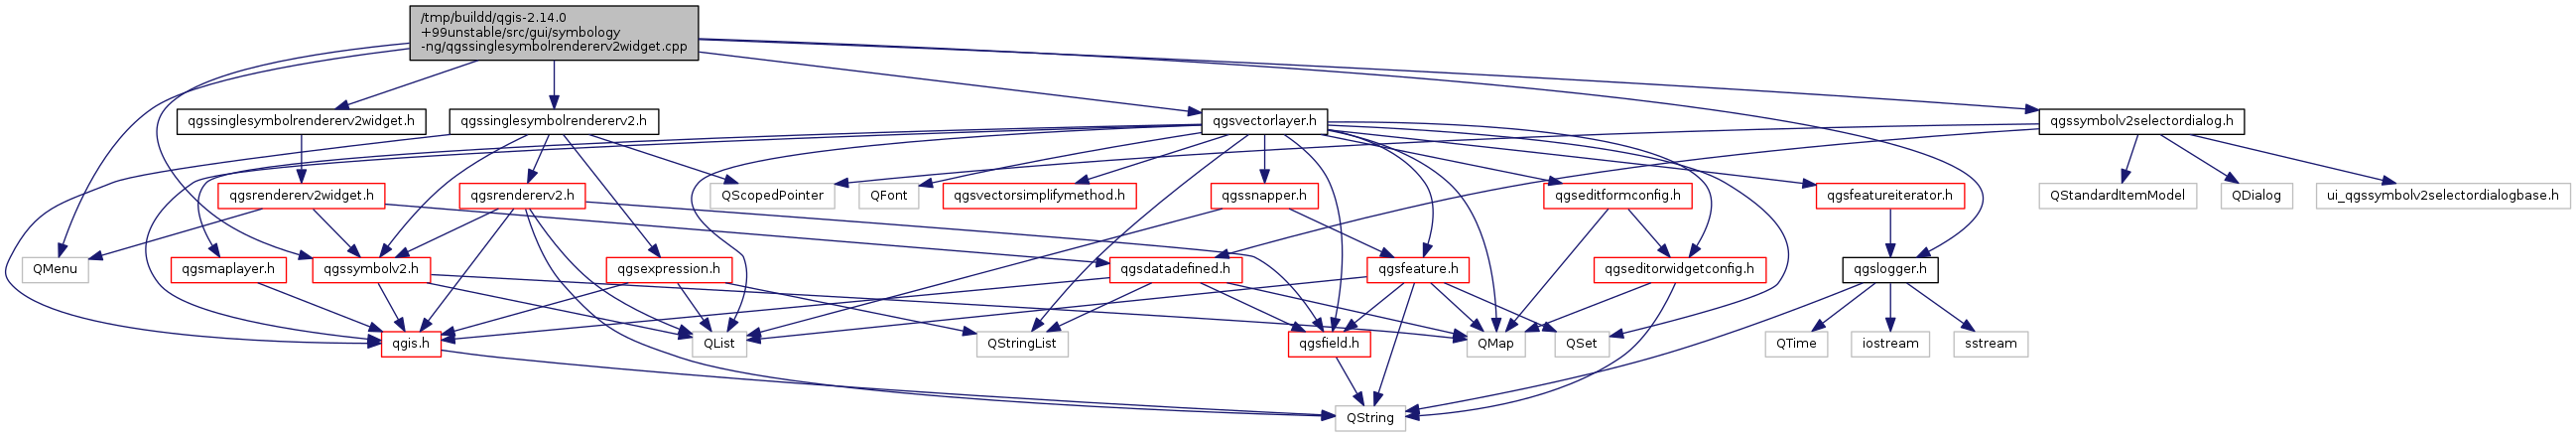 /tmp/buildd/qgis-2.14.0
+99unstable/src/gui/symbology
-ng/qgssinglesymbolrendererv2widget.cpp
qgssinglesymbolrendererv2widget.h
qgssinglesymbolrendererv2.h
qgsvectorlayer.h
qgssymbolv2selectordialog.h
qgsrendererv2widget.h
qgsrendererv2.h
QScopedPointer
QFont
qgsvectorsimplifymethod.h
qgssnapper.h
qgseditformconfig.h
qgsfeatureiterator.h
QStandardItemModel
QDialog
ui_qgssymbolv2selectordialogbase.h
QMenu
qgsmaplayer.h
qgssymbolv2.h
qgsexpression.h
qgsdatadefined.h
qgsfeature.h
qgseditorwidgetconfig.h
qgslogger.h
qgis.h
QList
QStringList
qgsfield.h
QMap
QSet
QTime
iostream
sstream
QString